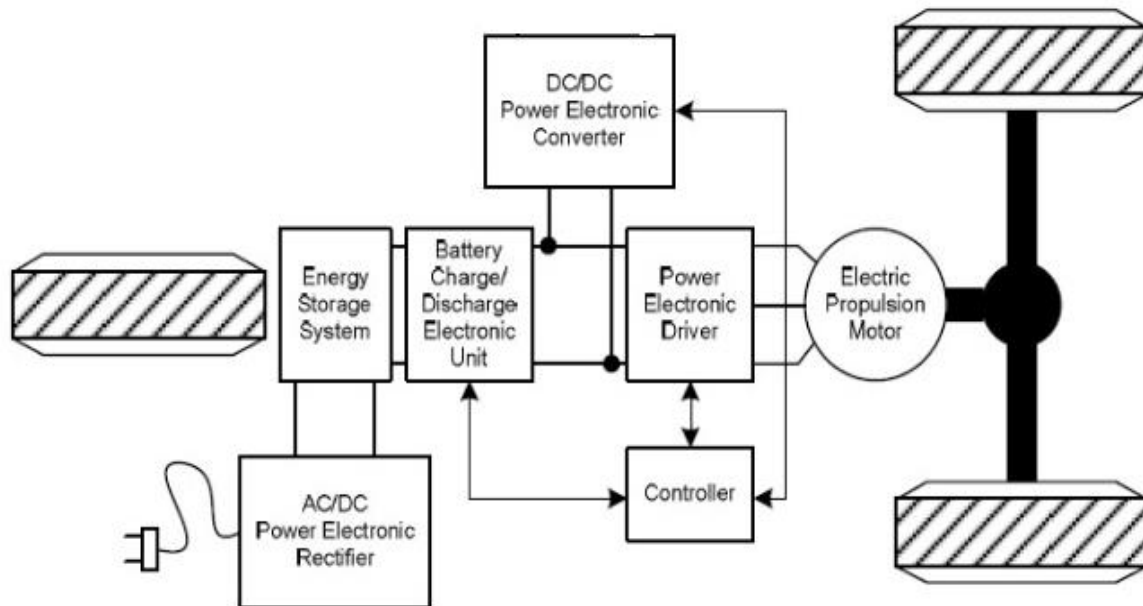 DC/DC
Power Electronic
Converter
Energy
Storage
System
Battery
Charge/
Discharge
Electronic
Unit
Power
Electronic
Driver
Electric
Propulsion
Motor
AC/DC
Power Electronic
Rectifier
Controller